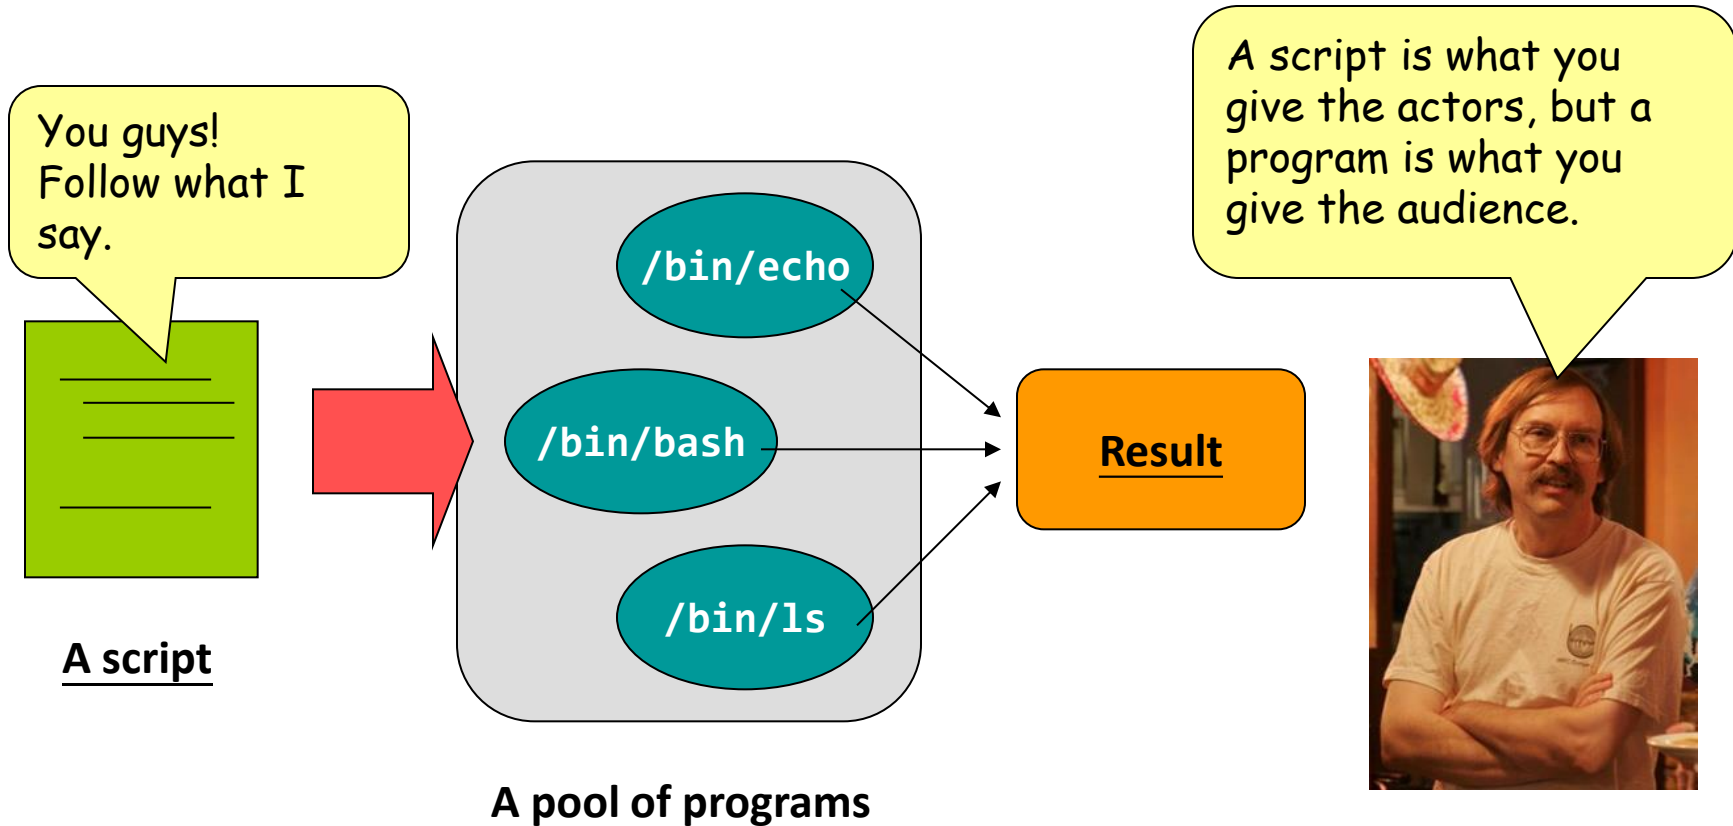 You guys!
Follow what I
say.
A script
/bin/echo
/bin/bash
/bin/ls
A pool of programs
Result
A script is what you
give the actors, but a
program is what you
give the audience.